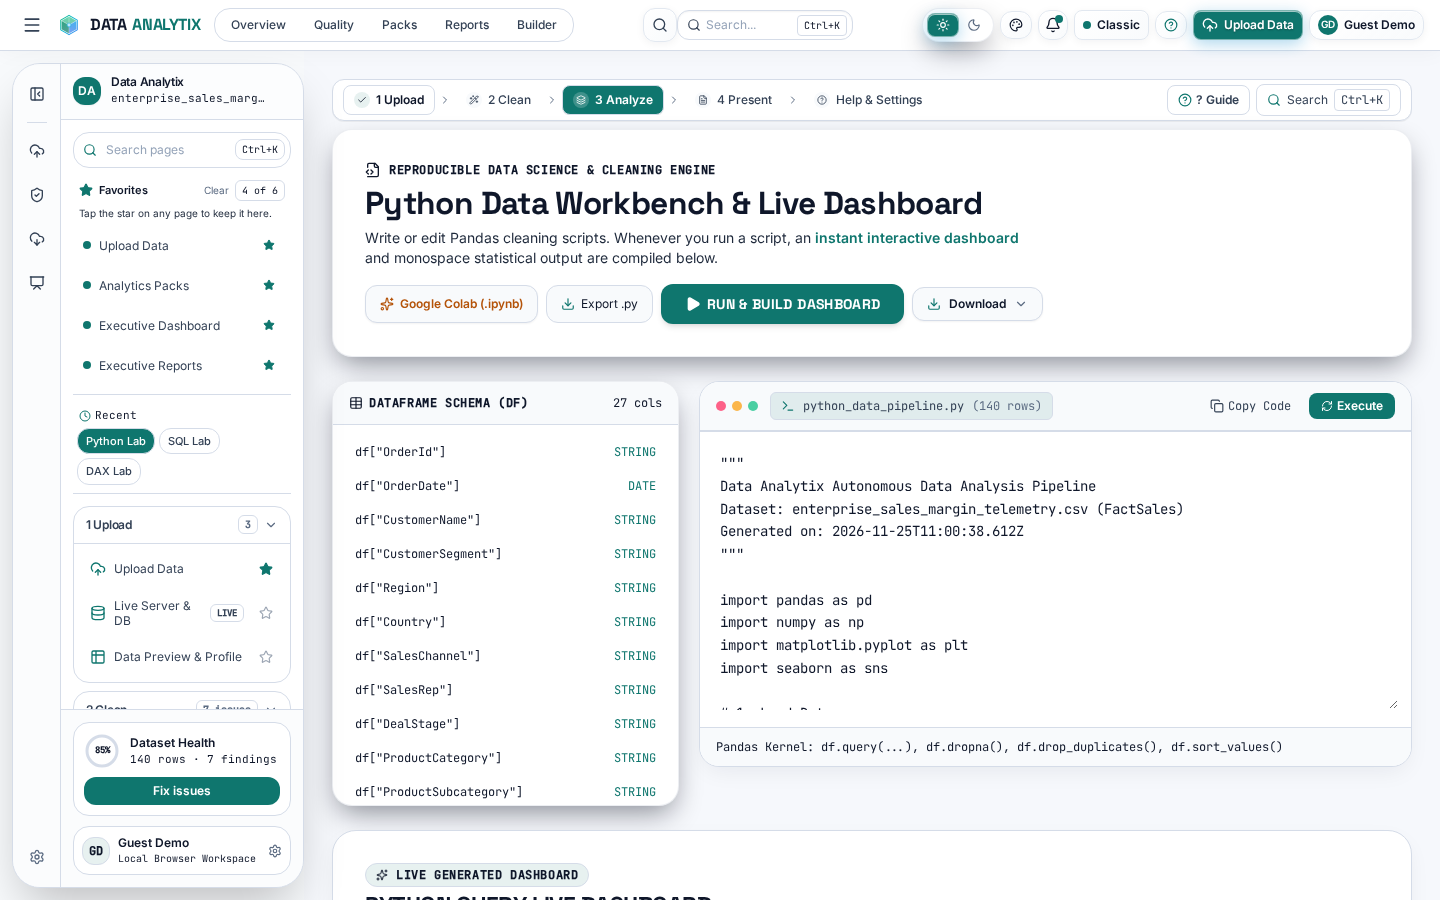 DATA ANALYTIX
Overview
Quality
Packs
Reports
Builder
Search...
Ctrl+K
Classic
Upload Data
GD
Guest Demo
DA
Data Analytix
enterprise_sales_marg…
Search pages
Ctrl+K
Favorites
Clear
4 of 6
Tap the star on any page to keep it here.
Upload Data
Analytics Packs
Executive Dashboard
Executive Reports
Recent
Python Lab
SQL Lab
DAX Lab
1 Upload
3
Upload Data
Live Server & DB
LIVE
Data Preview & Profile
2 Clean
7 issues
85%
Dataset Health
140 rows · 7 findings
Fix issues
GD
Guest Demo
Local Browser Workspace
1 Upload
2 Clean
3 Analyze
4 Present
Help & Settings
? Guide
Search
Ctrl+K
REPRODUCIBLE DATA SCIENCE & CLEANING ENGINE
Python Data Workbench & Live Dashboard
Write or edit Pandas cleaning scripts. Whenever you run a script, an instant interactive dashboard
and monospace statistical output are compiled below.
Google Colab (.ipynb)
Export .py
RUN & BUILD DASHBOARD
Download
DATAFRAME SCHEMA (DF)
27 cols
df["OrderId"] STRING
df["OrderDate"] DATE
df["CustomerName"] STRING
df["CustomerSegment"] STRING
df["Region"] STRING
df["Country"] STRING
df["SalesChannel"] STRING
df["SalesRep"] STRING
df["DealStage"] STRING
df["ProductCategory"] STRING
df["ProductSubcategory"] STRING
python_data_pipeline.py (140 rows)
Copy Code
Execute
"""
Data Analytix Autonomous Data Analysis Pipeline
Dataset: enterprise_sales_margin_telemetry.csv (FactSales)
Generated on: 2026-11-25T11:00:38.612Z
"""
import pandas as pd
import numpy as np
import matplotlib.pyplot as plt
import seaborn as sns
Pandas Kernel: df.query(...), df.dropna(), df.drop_duplicates(), df.sort_values()
LIVE GENERATED DASHBOARD
PYTHON QUERY LIVE DASHBOARD